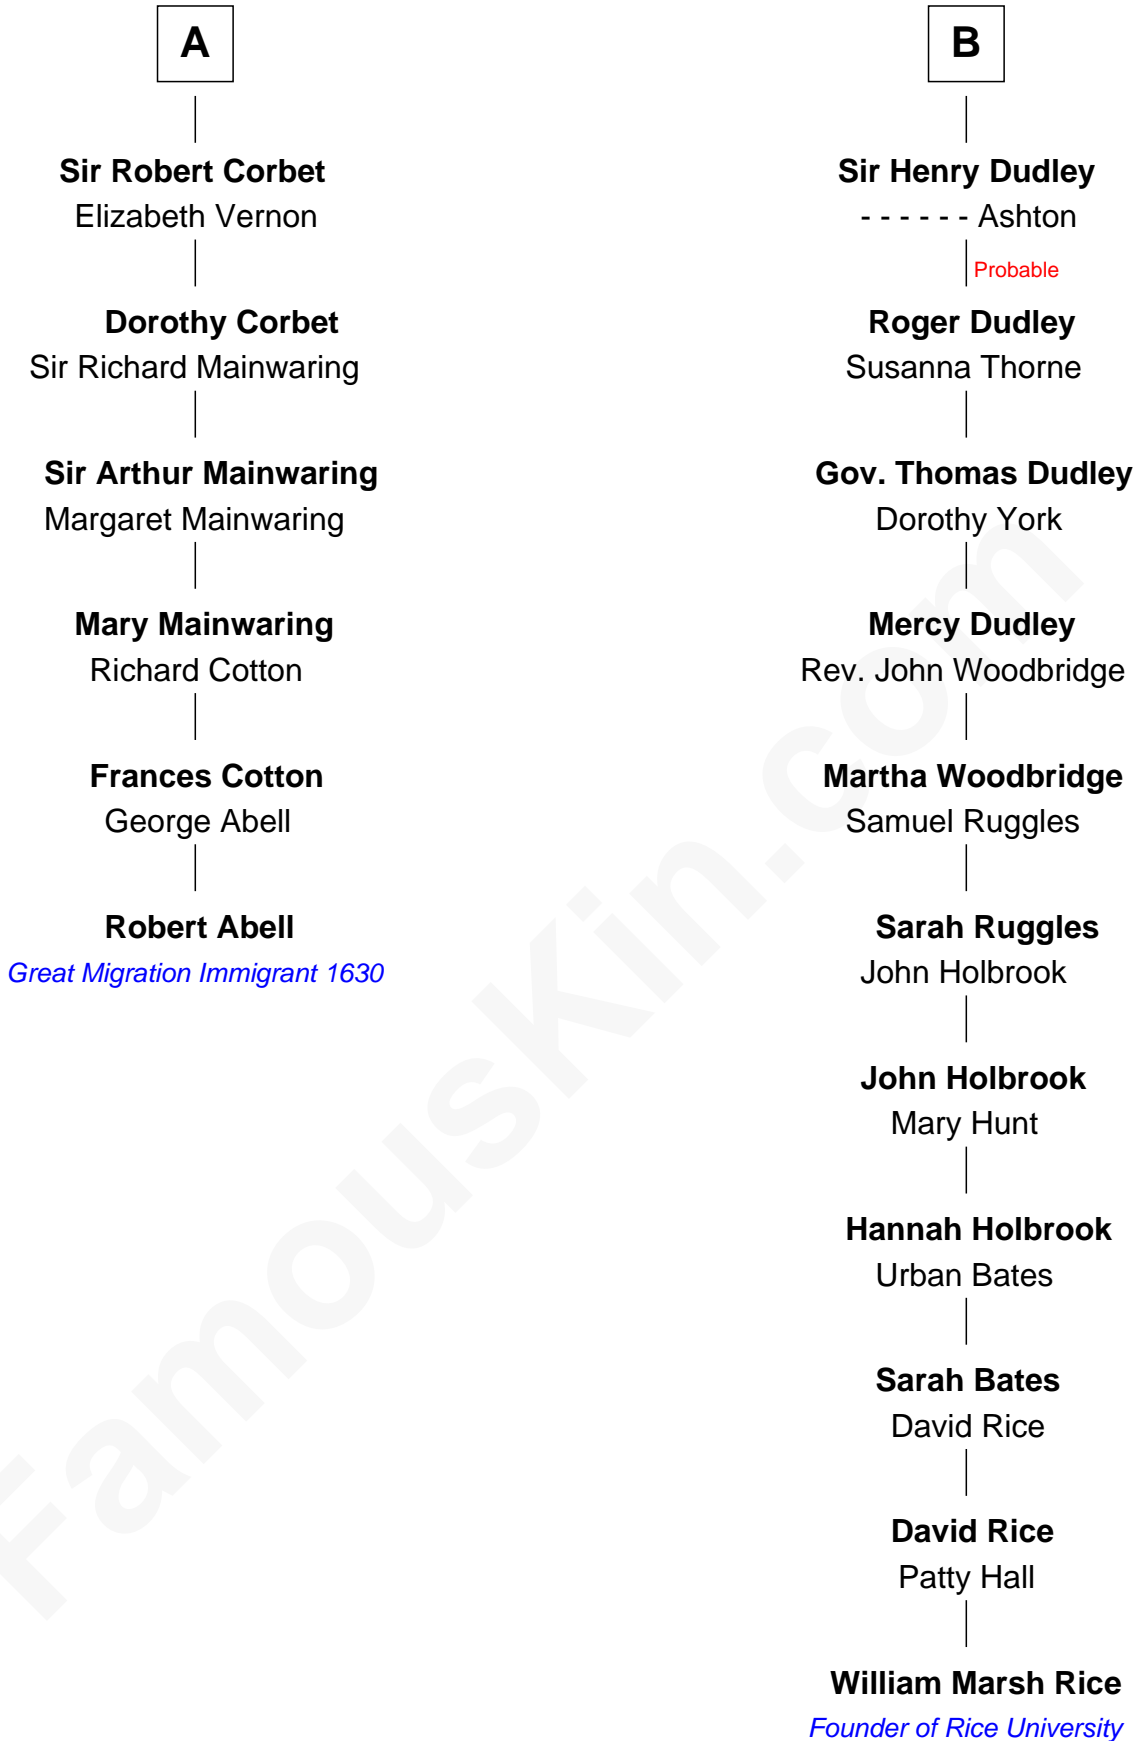 A
Sir Robert Corbet
Elizabeth Vernon
Dorothy Corbet
Sir Richard Mainwaring
Sir Arthur Mainwaring
Margaret Mainwaring
Mary Mainwaring
Richard Cotton
Frances Cotton
George Abell
Robert Abell
Great Migration Immigrant 1630
B
Sir Henry Dudley
- - - - - - Ashton
Probable
Roger Dudley
Susanna Thorne
Gov. Thomas Dudley
Dorothy York
Mercy Dudley
Rev. John Woodbridge
Martha Woodbridge
Samuel Ruggles
Sarah Ruggles
John Holbrook
John Holbrook
Mary Hunt
Hannah Holbrook
Urban Bates
Sarah Bates
David Rice
David Rice
Patty Hall
William Marsh Rice
Founder of Rice University
FamousKin.com